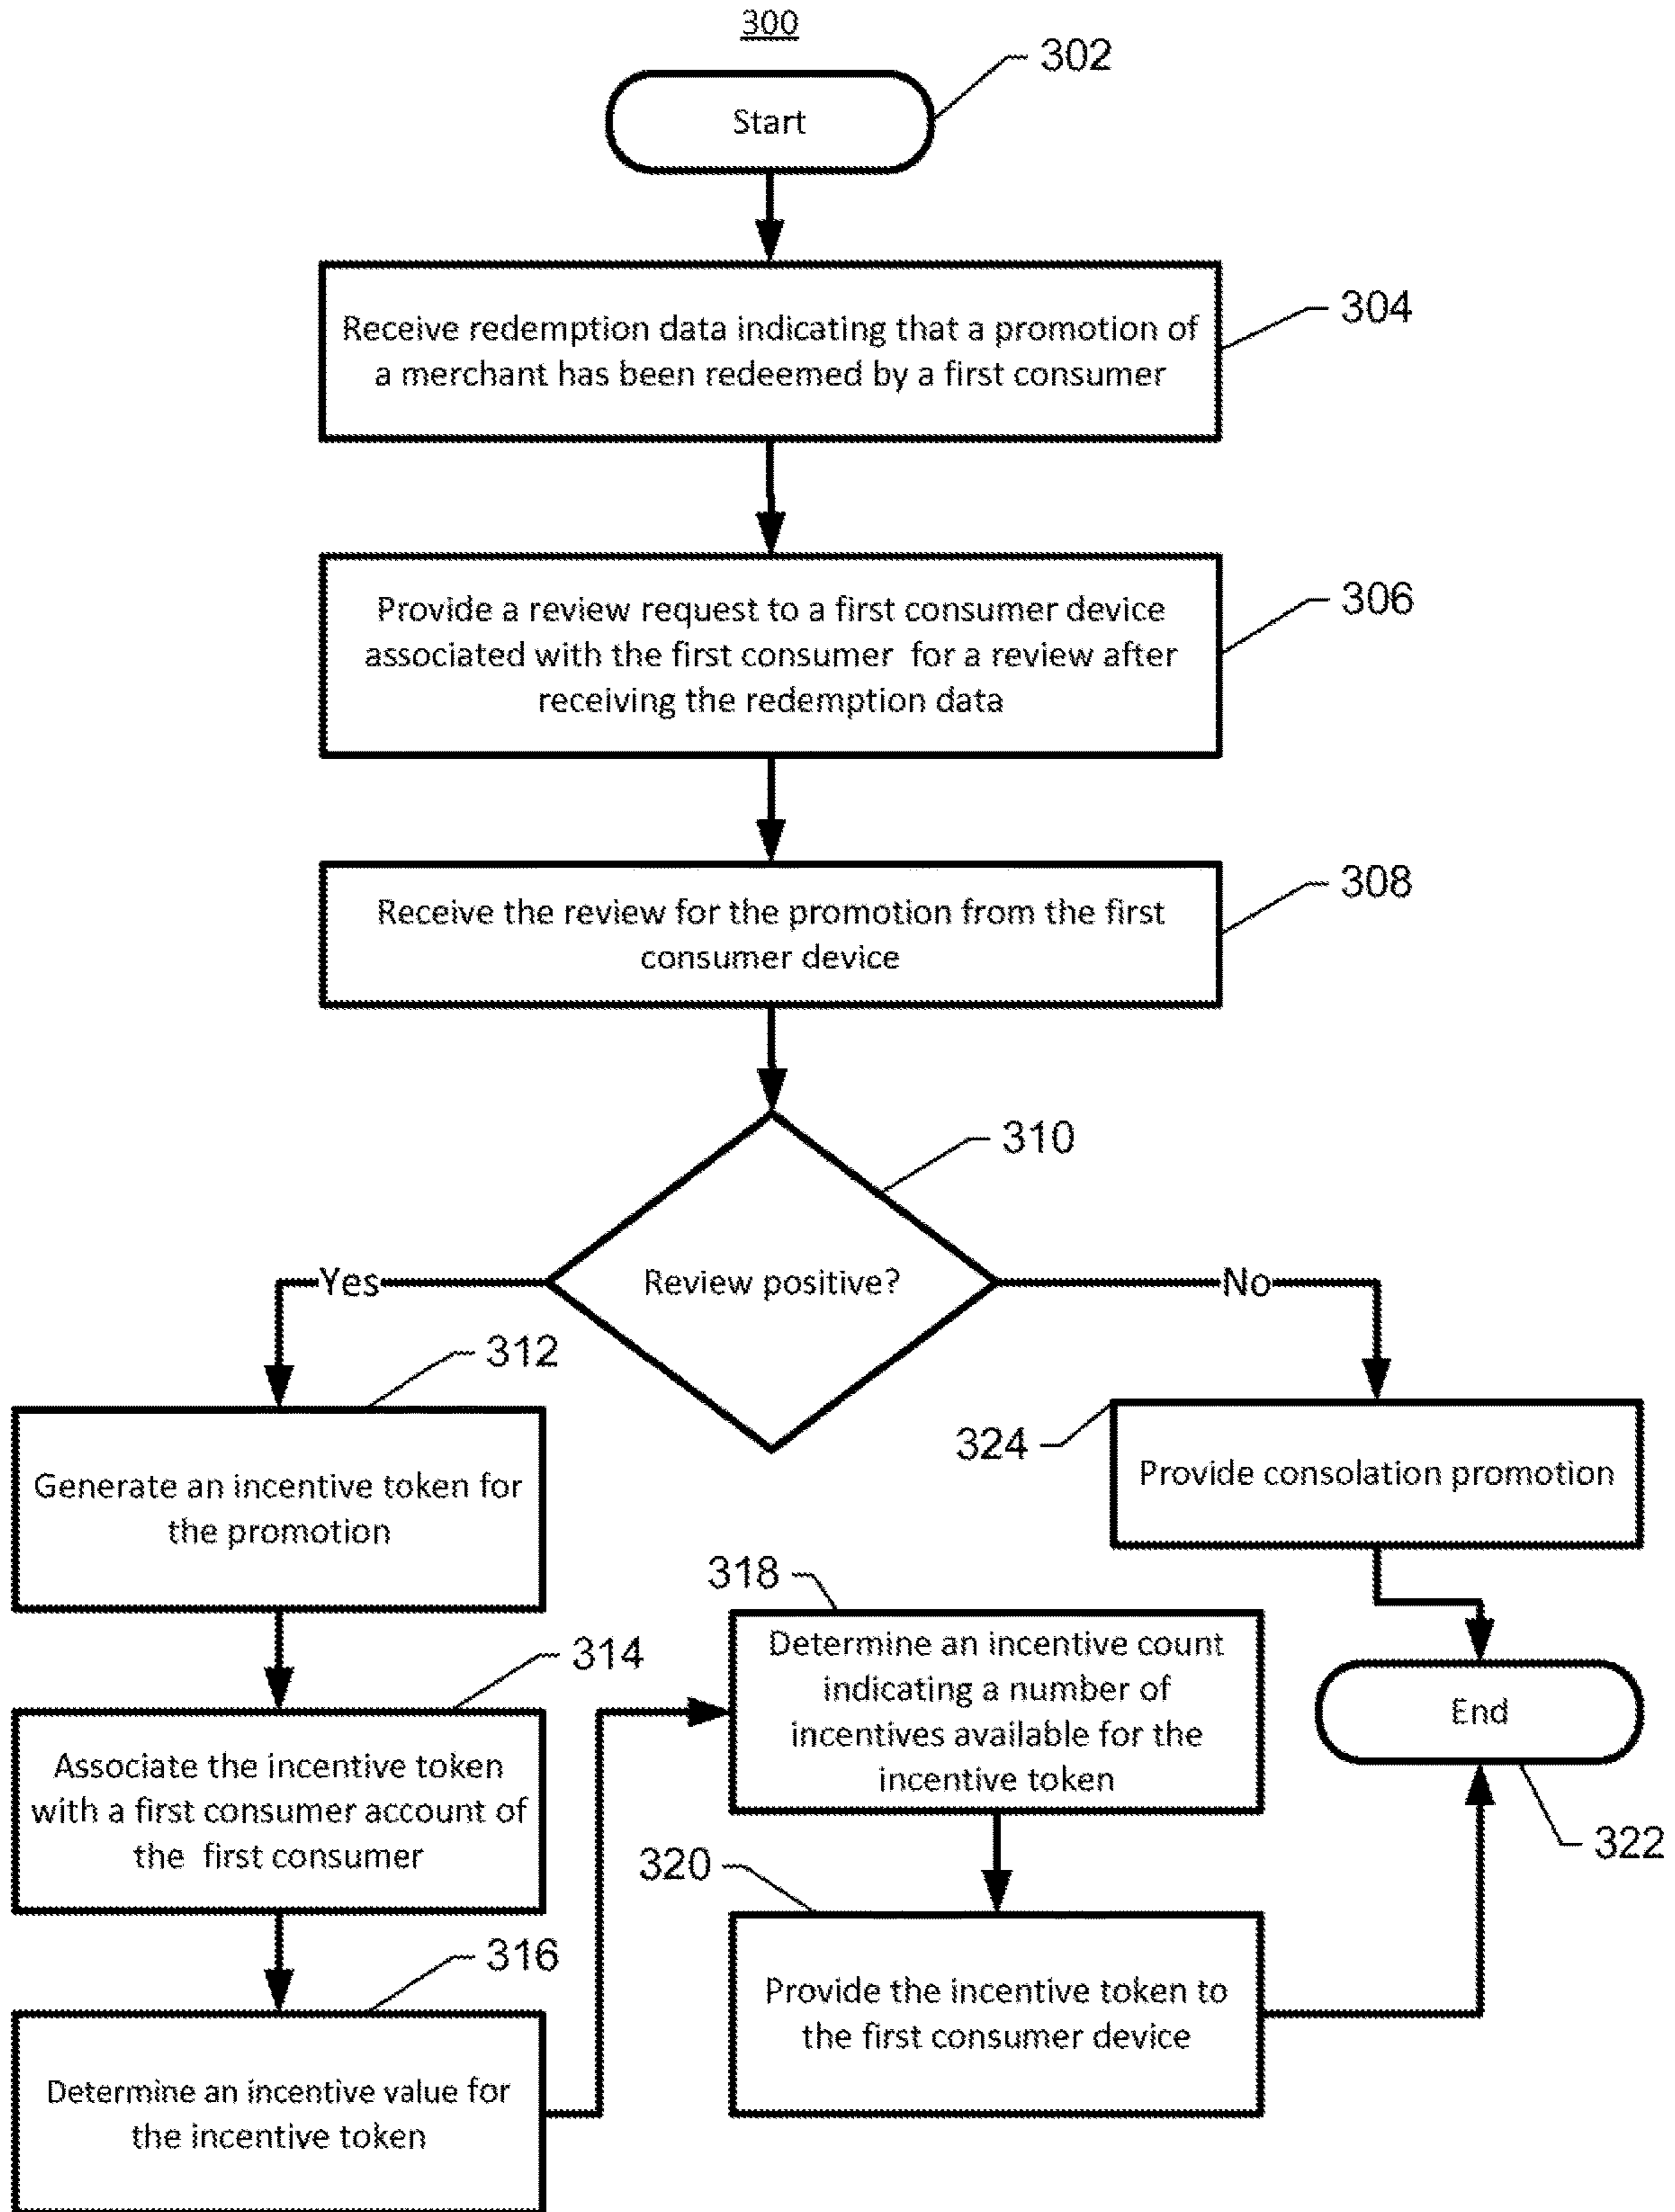 300
302
Start
304
Receive redemption data indicating that a promotion of
a merchant has been redeemed by a first consumer
306
Provide a review request to a first consumer device
associated with the first consumer for a review after
receiving the redemption data
308
Receive the review for the promotion from the first
consumer device
310
Review positive?
Yes
No
312
Generate an incentive token for
the promotion
324
Provide consolation promotion
314
Associate the incentive token
with a first consumer account of
the first consumer
316
Determine an incentive value for
the incentive token
318
Determine an incentive count
indicating a number of
incentives available for the
incentive token
320
Provide the incentive token to
the first consumer device
End
322